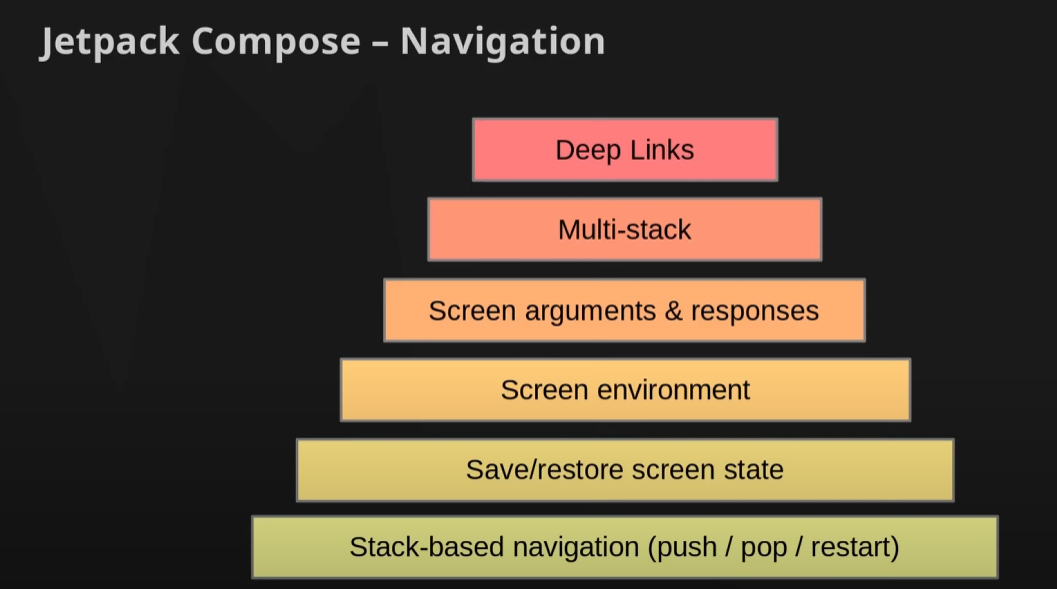 Jetpack Compose – Navigation
Deep Links
Multi-stack
Screen arguments & responses
Screen environment
Save/restore screen state
Stack-based navigation (push / pop / restart)